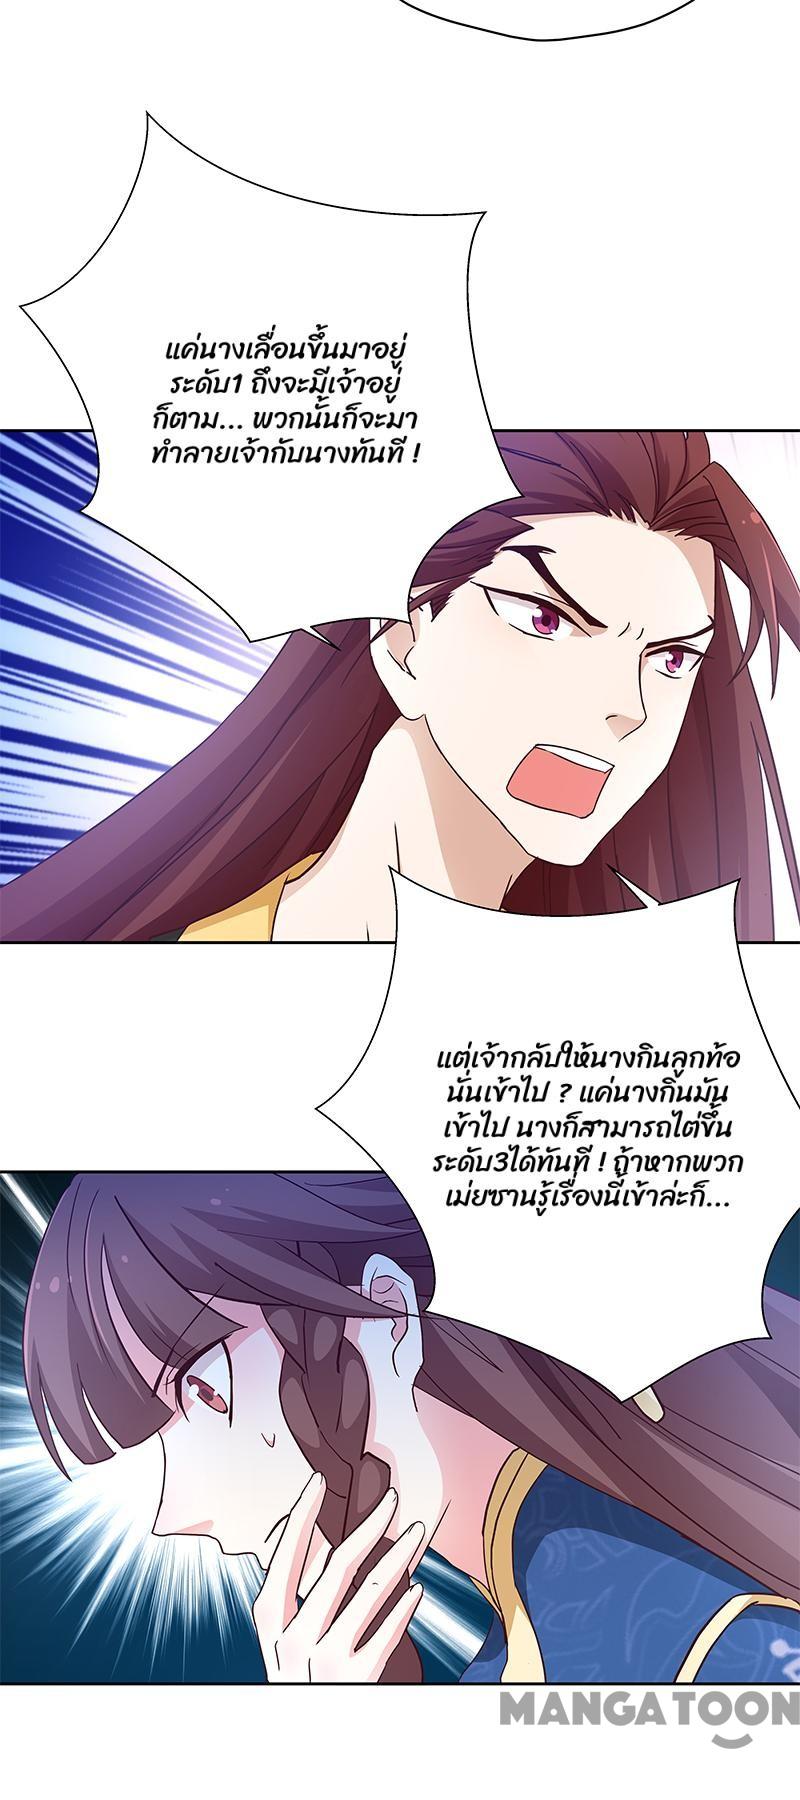 แค่นางเลื่อนขึ้นมาอยู่
ระดับ1 ถึงจะมีเจ้าอยู่
ก็ตาม... พวกนั้นก็จะมา
ทำลายเจ้ากับนางทันที !
แต่เจ้ากลับให้นางกินลูกท้อ
นั่นเข้าไป ? แค่นางกินมัน
เข้าไป นางก็สามารถไต่ขึ้น
ระดับ3ได้ทันที ! ถ้าหากพวก
เม่ยซานรู้เรื่องนี้เข้าล่ะก็...
MANGATOON